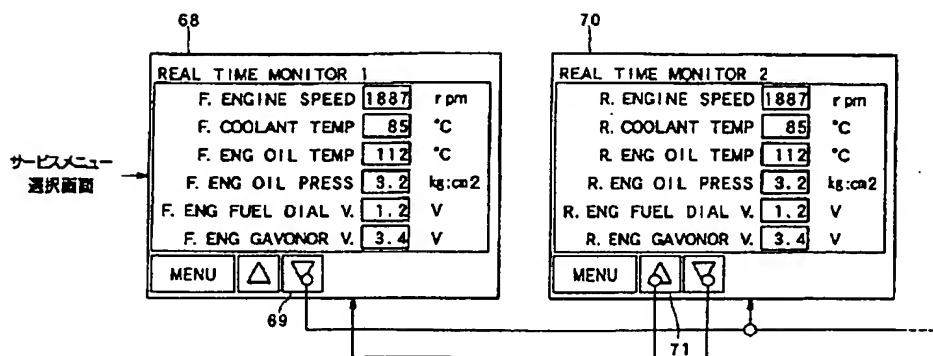 68
REAL TIME MONITOR 1
F. ENGINE SPEED 1887 rpm
F. COOLANT TEMP 85 °C
F. ENG OIL TEMP 112 °C
F. ENG OIL PRESS 3.2 kg:cm2
F. ENG FUEL DIAL V. 1.2 V
F. ENG GAVONOR V. 3.4 V
MENU △ ▽
69
サービスメニュー
選択画面
70
REAL TIME MONITOR 2
R. ENGINE SPEED 1887 rpm
R. COOLANT TEMP 85 °C
R. ENG OIL TEMP 112 °C
R. ENG OIL PRESS 3.2 kg:cm2
R. ENG FUEL DIAL V. 1.2 V
R. ENG GAVONOR V. 3.4 V
MENU △ ▽
71